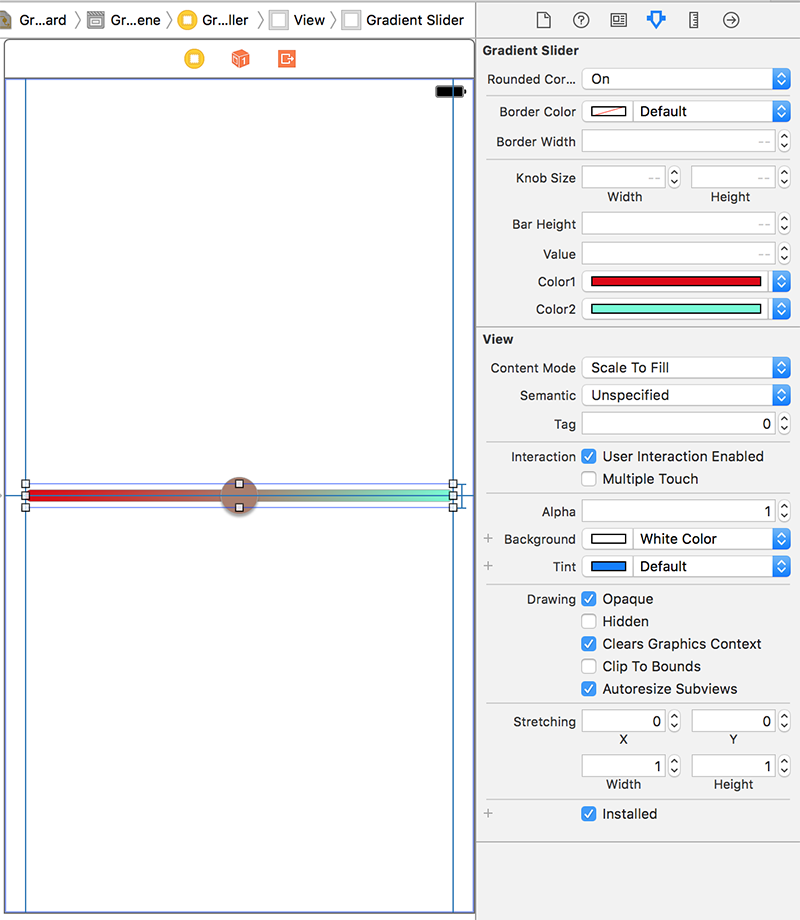 Gr...ard Gr...ene Gr...ller View Gradient Slider
Gradient Slider
Rounded Cor... On
Border Color Default
Border Width --
Knob Size -- --
Width Height
Bar Height --
Value --
Color1
Color2
View
Content Mode Scale To Fill
Semantic Unspecified
Tag 0
Interaction User Interaction Enabled
Multiple Touch
Alpha 1
+ Background White Color
+ Tint Default
Drawing Opaque
Hidden
Clears Graphics Context
Clip To Bounds
Autoresize Subviews
Stretching 0 0
X Y
1 1
Width Height
+ Installed